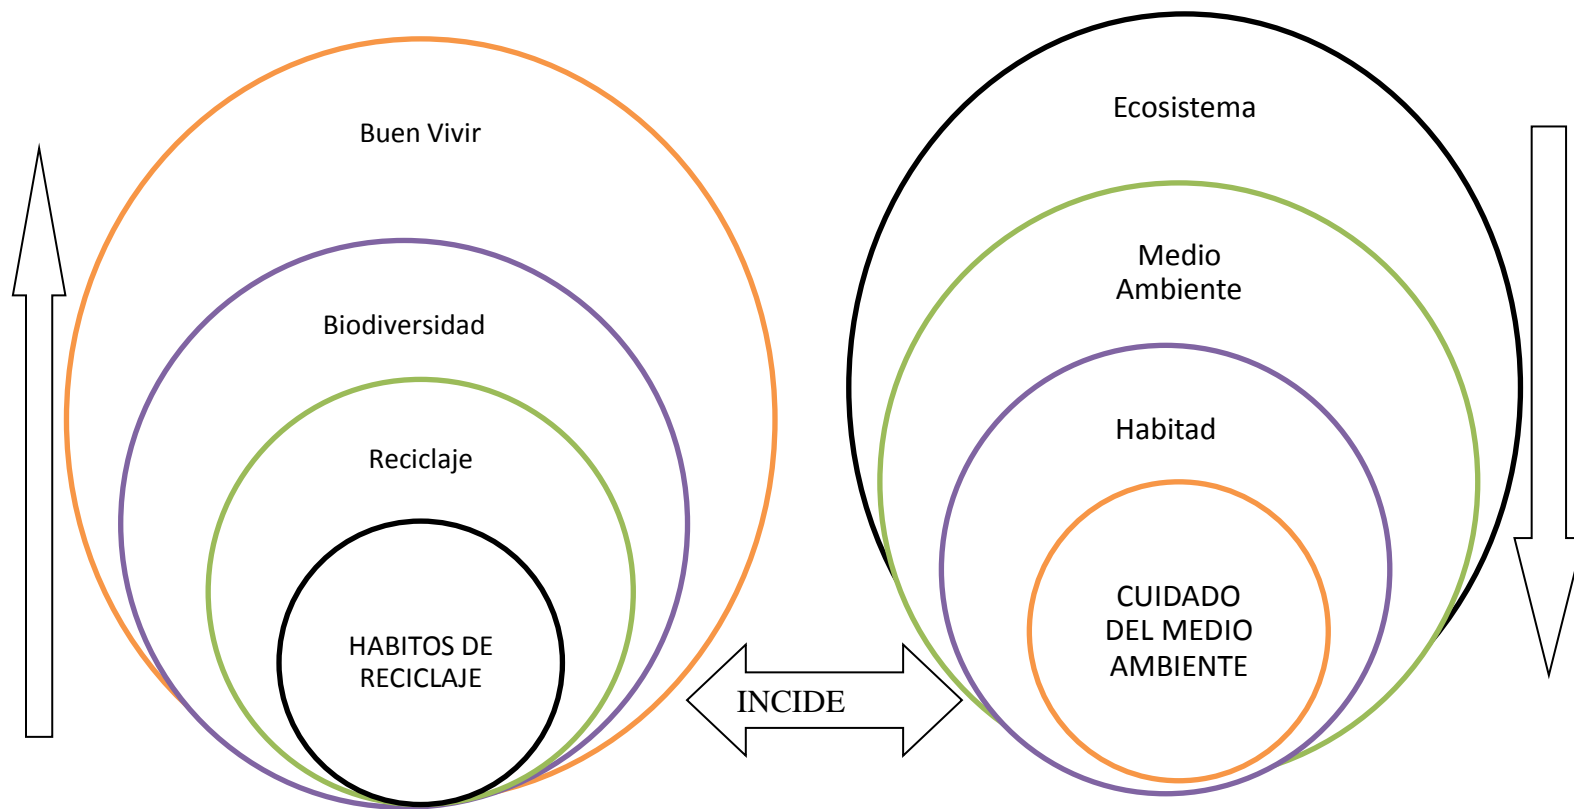 Buen Vivir
Biodiversidad
Reciclaje
HABITOS DE
RECICLAJE
INCIDE
Ecosistema
Medio
Ambiente
Habitad
CUIDADO
DEL MEDIO
AMBIENTE